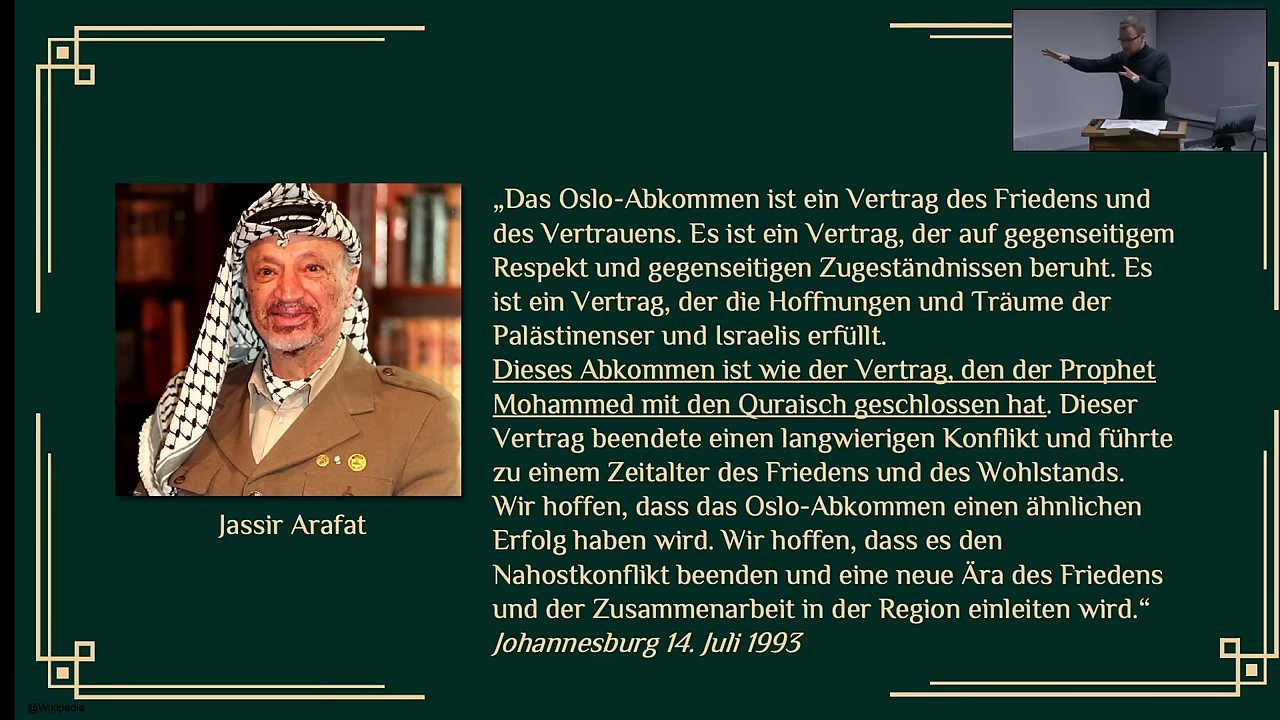 „Das Oslo-Abkommen ist ein Vertrag des Friedens und
des Vertrauens. Es ist ein Vertrag, der auf gegenseitigem
Respekt und gegenseitigen Zugeständnissen beruht. Es
ist ein Vertrag, der die Hoffnungen und Träume der
Palästinenser und Israelis erfüllt.
Dieses Abkommen ist wie der Vertrag, den der Prophet
Mohammed mit den Quraisch geschlossen hat. Dieser
Vertrag beendete einen langwierigen Konflikt und führte
zu einem Zeitalter des Friedens und des Wohlstands.
Wir hoffen, dass das Oslo-Abkommen einen ähnlichen
Erfolg haben wird. Wir hoffen, dass es den
Nahostkonflikt beenden und eine neue Ära des Friedens
und der Zusammenarbeit in der Region einleiten wird.“
Johannesburg 14. Juli 1993
Jassir Arafat
@Wikipedia